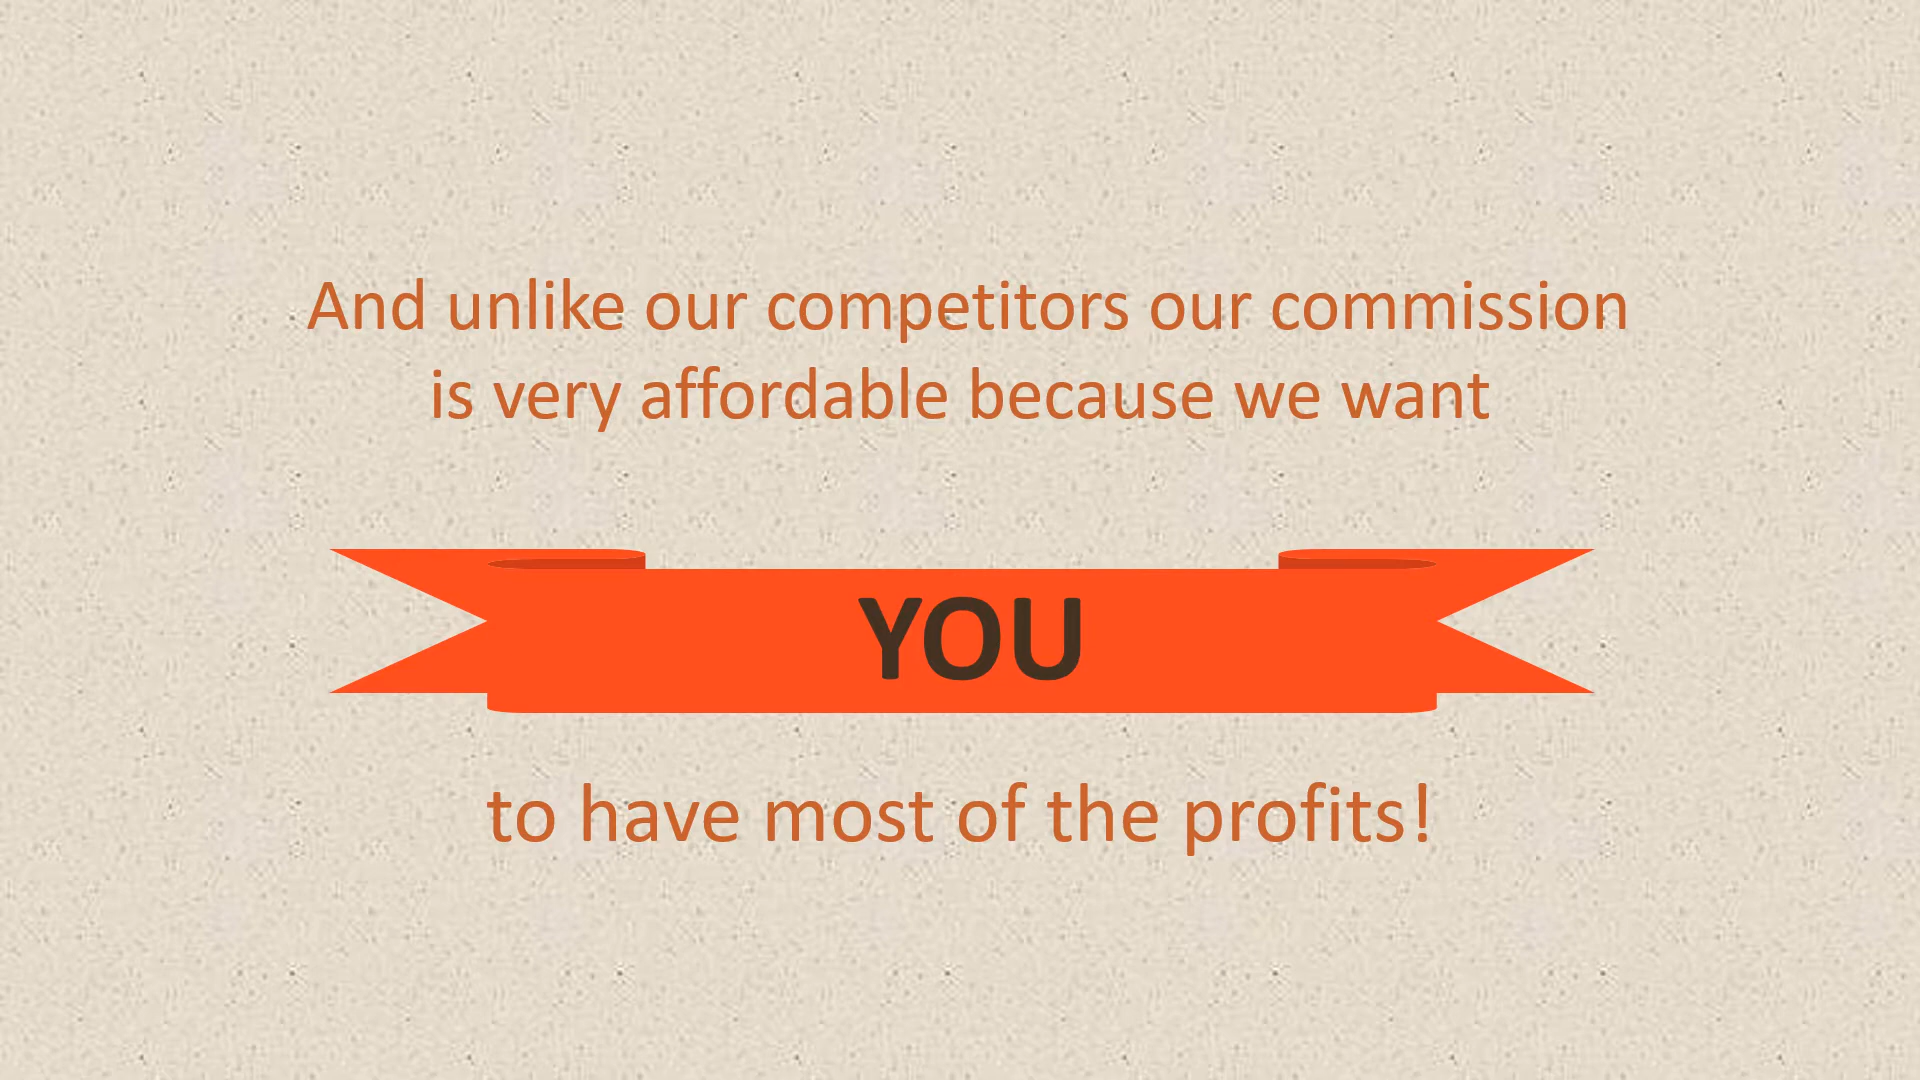 And unlike our competitors our commission
is very affordable because we want
YOU
to have most of the profits!